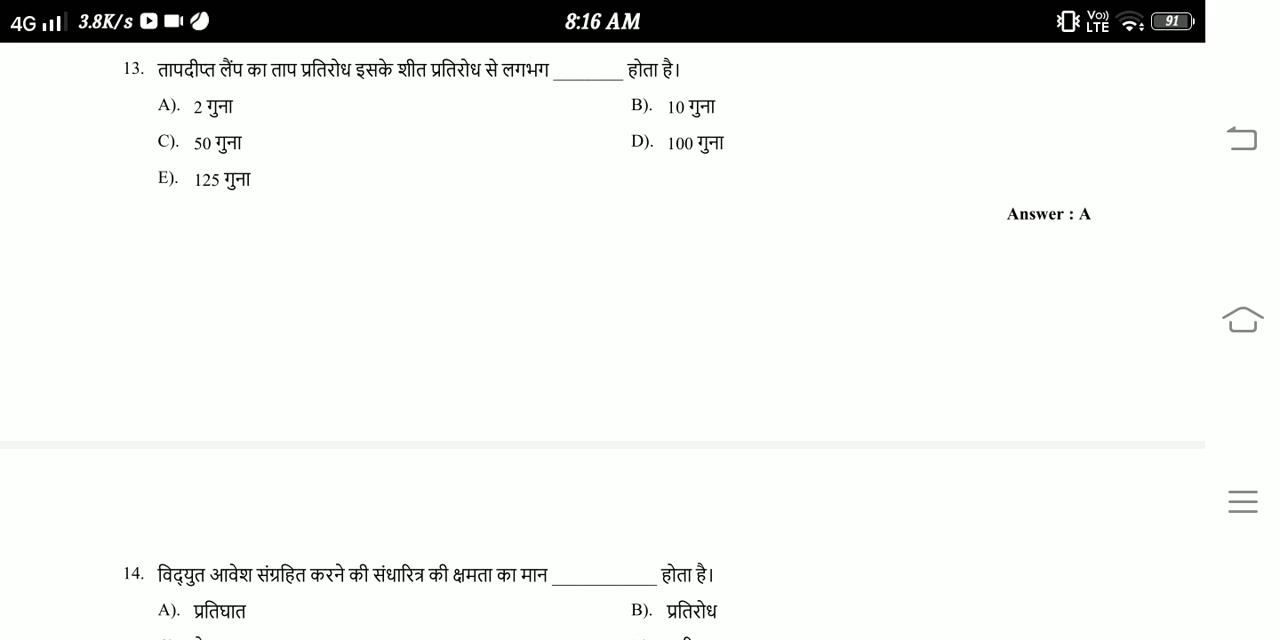 4G 3.8K/s 8:16 AM Vo)) LTE 91
13. तापदीप्त लैंप का ताप प्रतिरोध इसके शीत प्रतिरोध से लगभग _______ होता है।
A). 2 गुना B). 10 गुना
C). 50 गुना D). 100 गुना
E). 125 गुना
Answer : A
14. विद्युत आवेश संग्रहित करने की संधारित्र की क्षमता का मान __________ होता है।
A). प्रतिघात B). प्रतिरोध